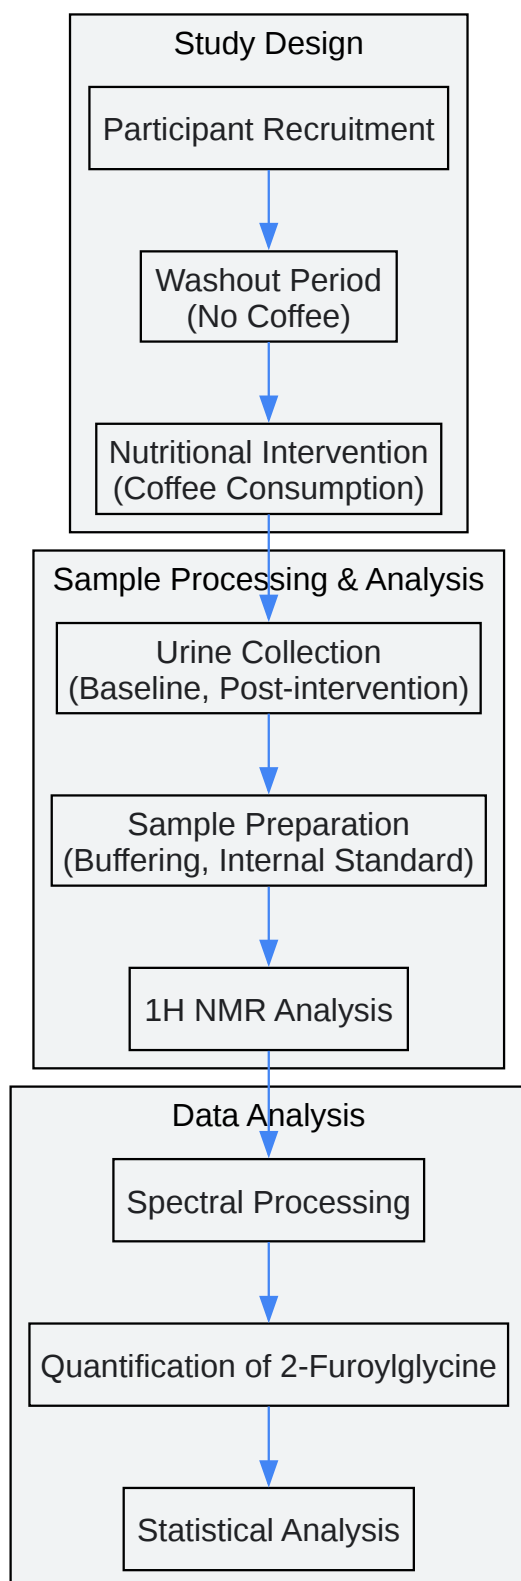 Study Design
Participant Recruitment
Washout Period
(No Coffee)
Nutritional Intervention
(Coffee Consumption)
Sample Processing & Analysis
Urine Collection
(Baseline, Post-intervention)
Sample Preparation
(Buffering, Internal Standard)
1H NMR Analysis
Data Analysis
Spectral Processing
Quantification of 2-Furoylglycine
Statistical Analysis